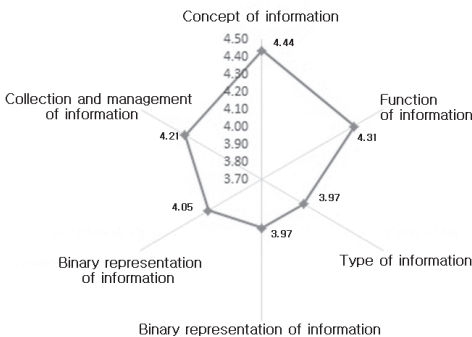 Concept of information
4.50
4.44
4.40
4.30
4.20
4.10
4.00
3.90
3.80
3.70
Collection and management
of information
Function
of information
4.21
4.31
4.05
3.97
3.97
Binary representation
of information
Type of information
Binary representation of information